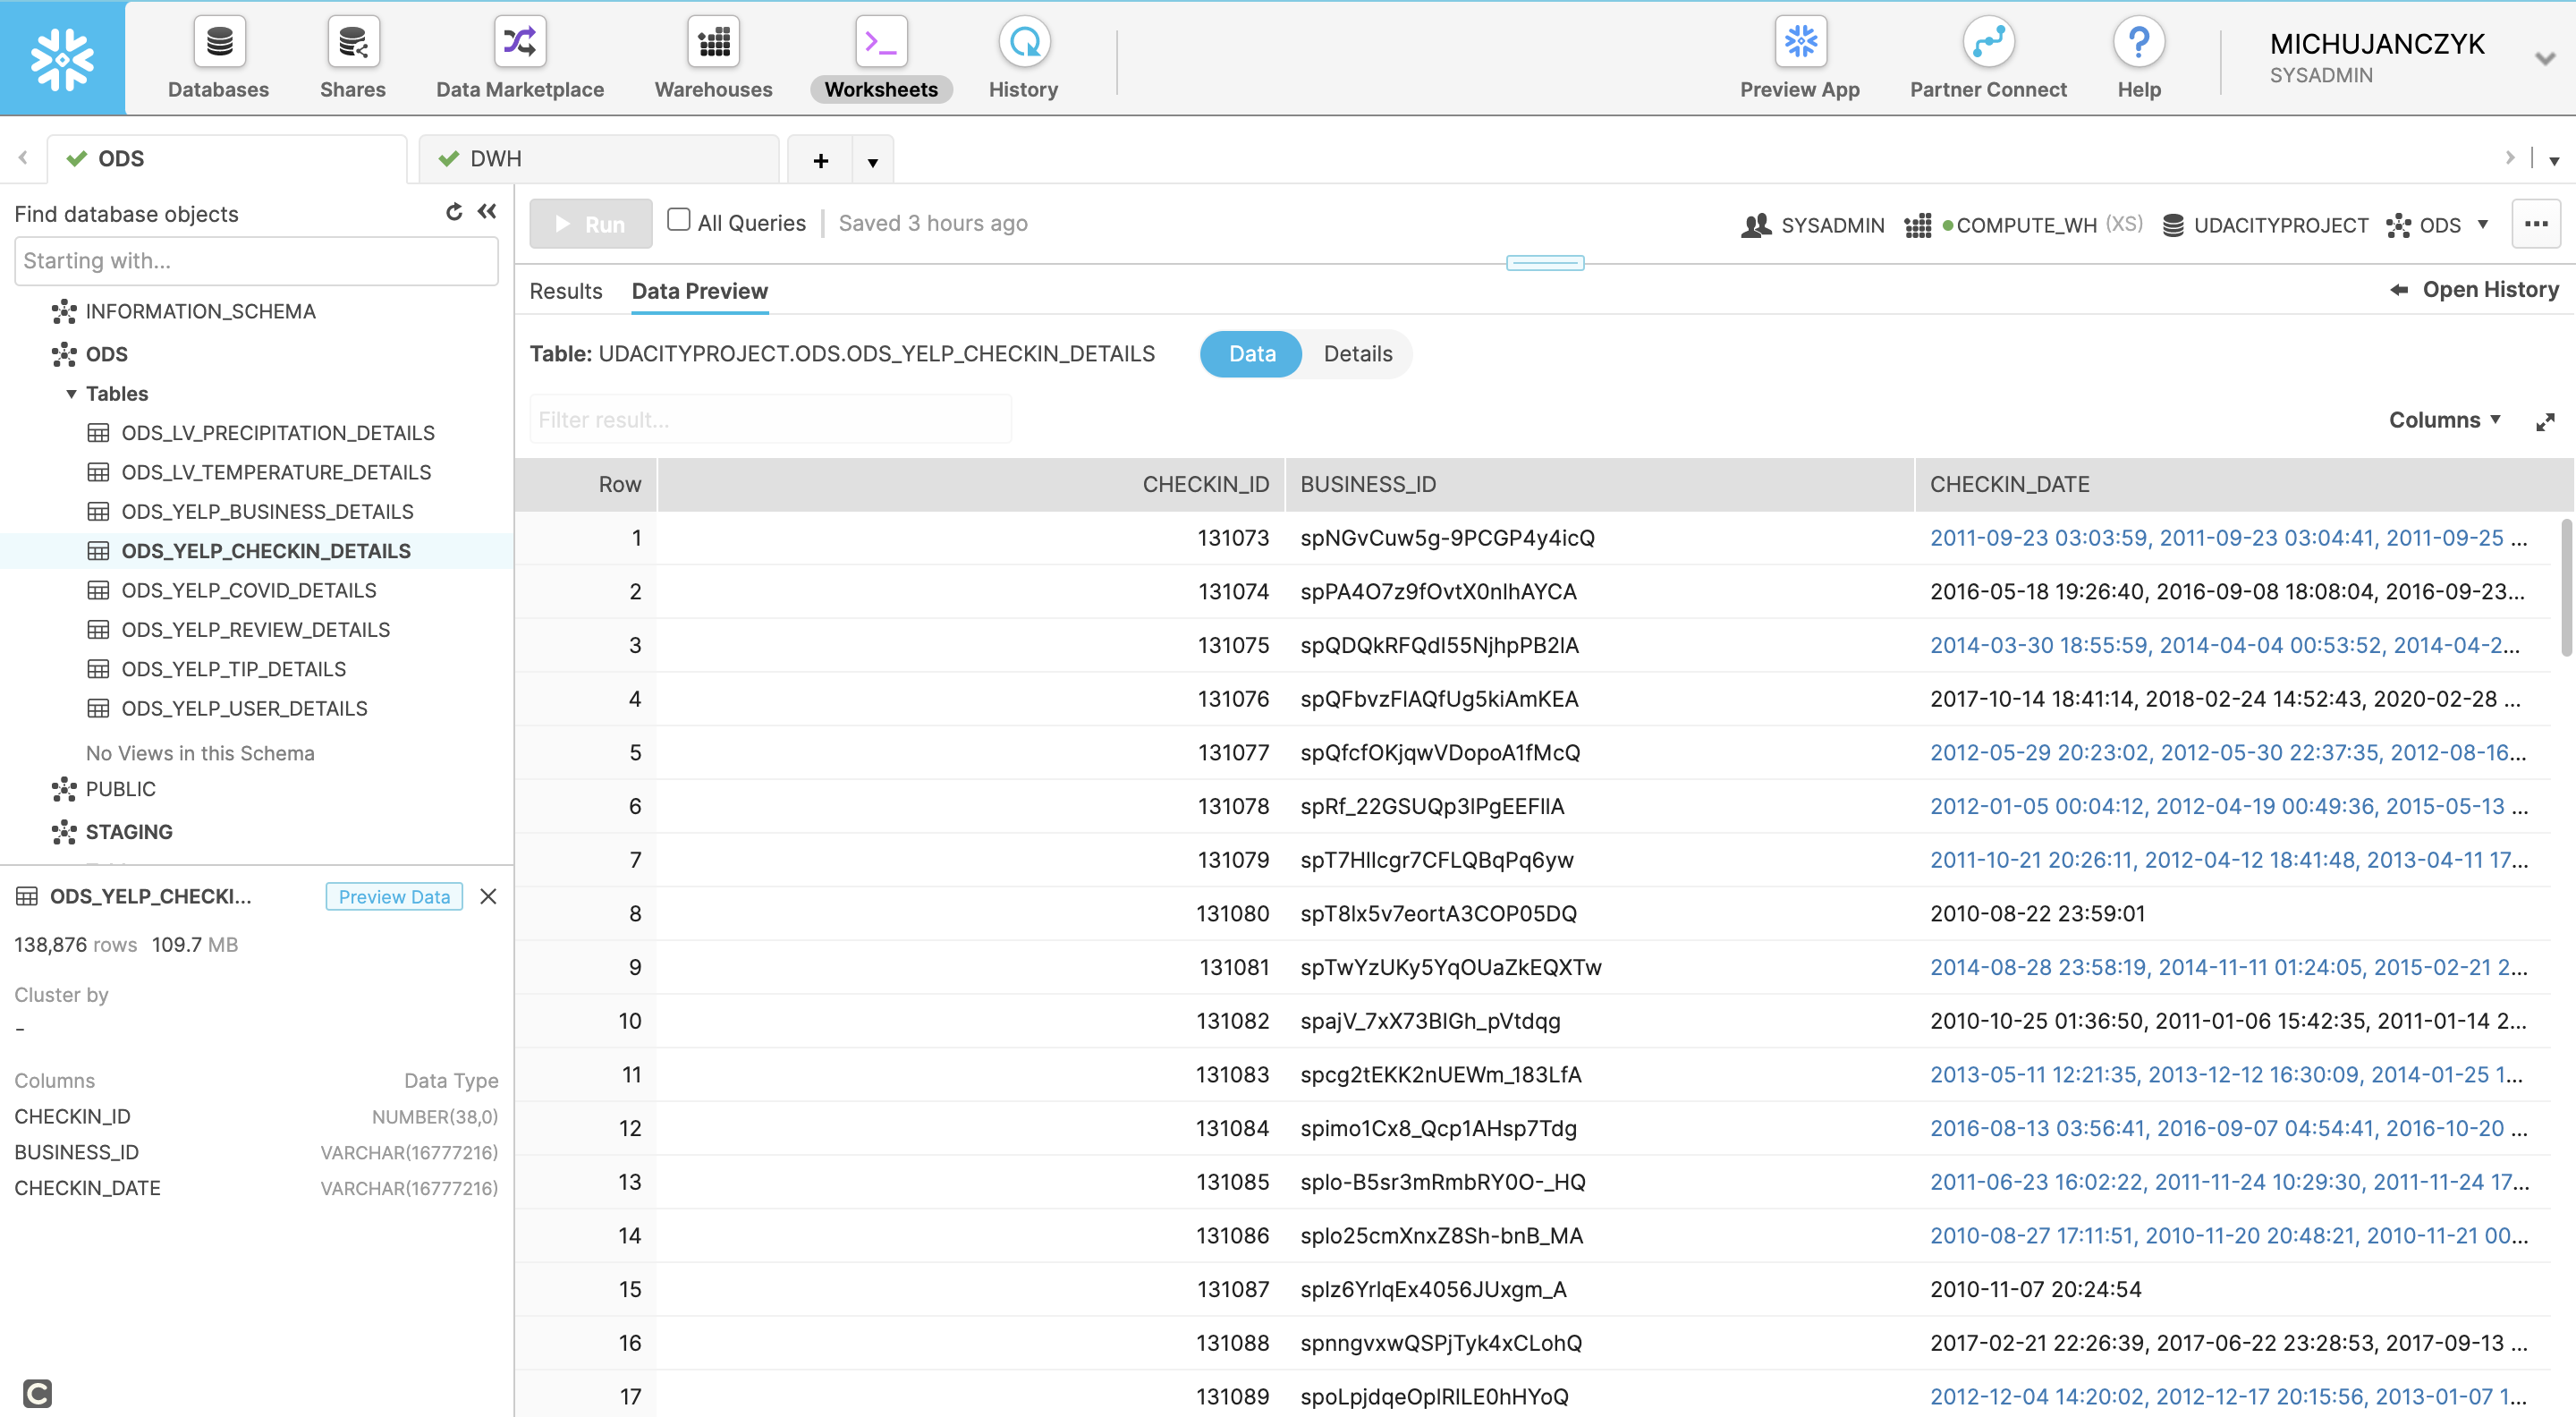 Databases
Shares
Data Marketplace
Warehouses
Worksheets
History
Preview App
Partner Connect
Help
MICHUJANCZYK
SYSADMIN
ODS
DWH
Find database objects
Starting with...
INFORMATION_SCHEMA
ODS
Tables
ODS_LV_PRECIPITATION_DETAILS
ODS_LV_TEMPERATURE_DETAILS
ODS_YELP_BUSINESS_DETAILS
ODS_YELP_CHECKIN_DETAILS
ODS_YELP_COVID_DETAILS
ODS_YELP_REVIEW_DETAILS
ODS_YELP_TIP_DETAILS
ODS_YELP_USER_DETAILS
No Views in this Schema
PUBLIC
STAGING
ODS_YELP_CHECKI... Preview Data
138,876 rows 109.7 MB
Cluster by
-
Columns Data Type
CHECKIN_ID NUMBER(38,0)
BUSINESS_ID VARCHAR(16777216)
CHECKIN_DATE VARCHAR(16777216)
Run All Queries Saved 3 hours ago SYSADMIN COMPUTE_WH (XS) UDACITYPROJECT ODS ...
Results Data Preview Open History
Table: UDACITYPROJECT.ODS.ODS_YELP_CHECKIN_DETAILS Data Details
Filter result... Columns
Row CHECKIN_ID BUSINESS_ID CHECKIN_DATE
1 131073 spNGvCuw5g-9PCGP4y4icQ 2011-09-23 03:03:59, 2011-09-23 03:04:41, 2011-09-25 ...
2 131074 spPA4O7z9fOvtX0nlhAYCA 2016-05-18 19:26:40, 2016-09-08 18:08:04, 2016-09-23...
3 131075 spQDQkRFQdI55NjhpPB2lA 2014-03-30 18:55:59, 2014-04-04 00:53:52, 2014-04-2...
4 131076 spQFbvzFlAQfUg5kiAmKEA 2017-10-14 18:41:14, 2018-02-24 14:52:43, 2020-02-28 ...
5 131077 spQfcfOKjqwVDopoA1fMcQ 2012-05-29 20:23:02, 2012-05-30 22:37:35, 2012-08-16...
6 131078 spRf_22GSUQp3lPgEEFIlA 2012-01-05 00:04:12, 2012-04-19 00:49:36, 2015-05-13 ...
7 131079 spT7HlIcgr7CFLQBqPq6yw 2011-10-21 20:26:11, 2012-04-12 18:41:48, 2013-04-11 17...
8 131080 spT8lx5v7eortA3COP05DQ 2010-08-22 23:59:01
9 131081 spTwYzUKy5YqOUaZkEQXTw 2014-08-28 23:58:19, 2014-11-11 01:24:05, 2015-02-21 2...
10 131082 spajV_7xX73BlGh_pVtdqg 2010-10-25 01:36:50, 2011-01-06 15:42:35, 2011-01-14 2...
11 131083 spcg2tEKK2nUEWm_183LfA 2013-05-11 12:21:35, 2013-12-12 16:30:09, 2014-01-25 1...
12 131084 spimo1Cx8_Qcp1AHsp7Tdg 2016-08-13 03:56:41, 2016-09-07 04:54:41, 2016-10-20 ...
13 131085 splo-B5sr3mRmbRY0O-_HQ 2011-06-23 16:02:22, 2011-11-24 10:29:30, 2011-11-24 17...
14 131086 splo25cmXnxZ8Sh-bnB_MA 2010-08-27 17:11:51, 2010-11-20 20:48:21, 2010-11-21 00...
15 131087 splz6YrlqEx4056JUxgm_A 2010-11-07 20:24:54
16 131088 spnngvxwQSPjTyk4xCLohQ 2017-02-21 22:26:39, 2017-06-22 23:28:53, 2017-09-13 ...
17 131089 spoLpjdqeOplRILE0hHYoQ 2012-12-04 14:20:02, 2012-12-17 20:15:56, 2013-01-07 1...